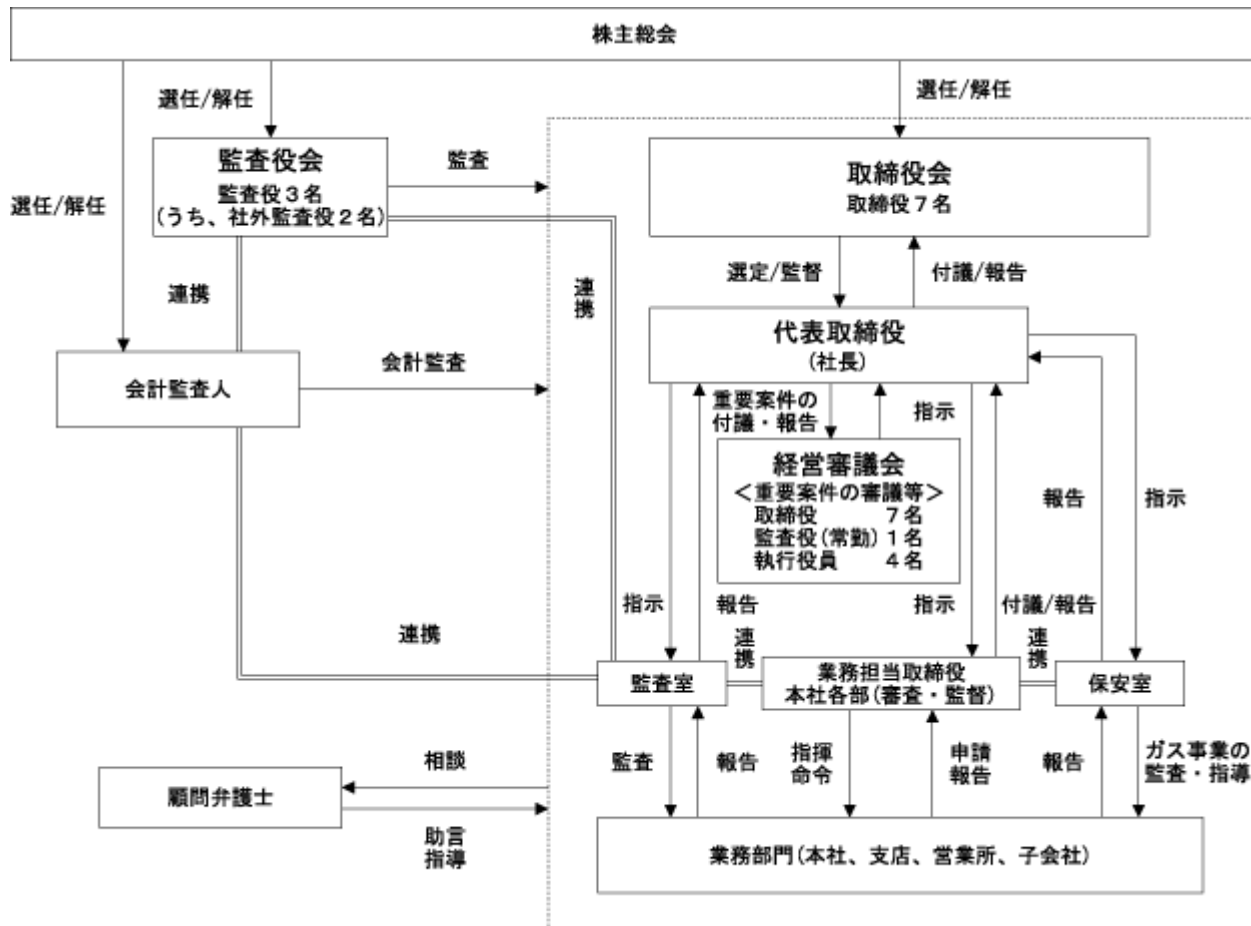 株主総会
選任/解任
選任/解任
選任/解任
監査役会
監査役3名
(うち、社外監査役2名)
監査
取締役会
取締役7名
連携
連携
選定/監督
付議/報告
代表取締役
(社長)
会計監査人
会計監査
重要案件の
付議・報告
指示
経営審議会
<重要案件の審議等>
取締役 7名
監査役(常勤)1名
執行役員 4名
報告
指示
指示
報告
指示
付議/報告
連携
連携
連携
監査室
業務担当取締役
本社各部(審査・監督)
保安室
監査
報告
指揮
命令
申請
報告
報告
ガス事業の
監査・指導
相談
顧問弁護士
助言
指導
業務部門(本社、支店、営業所、子会社)